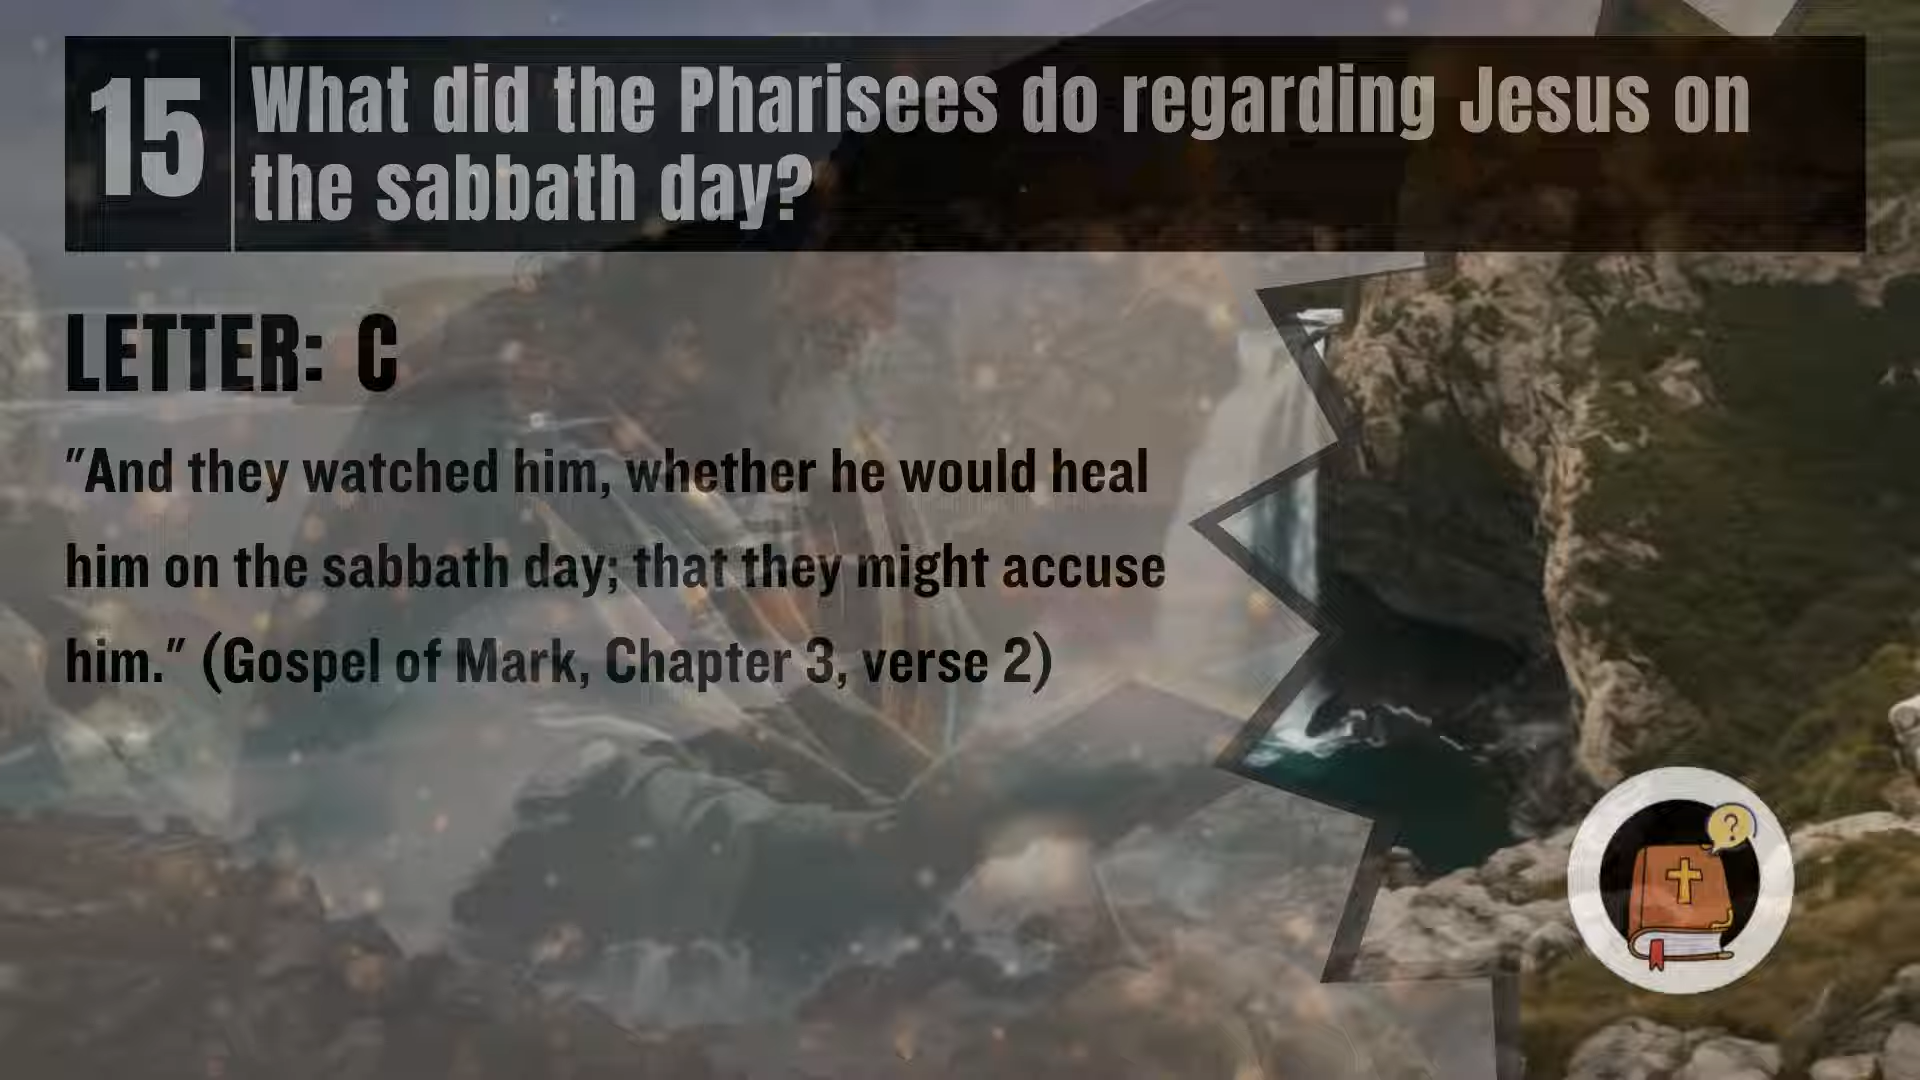 15
What did the Pharisees do regarding Jesus on
the sabbath day?
LETTER: C
"And they watched him, whether he would heal
him on the sabbath day; that they might accuse
him." (Gospel of Mark, Chapter 3, verse 2)
?